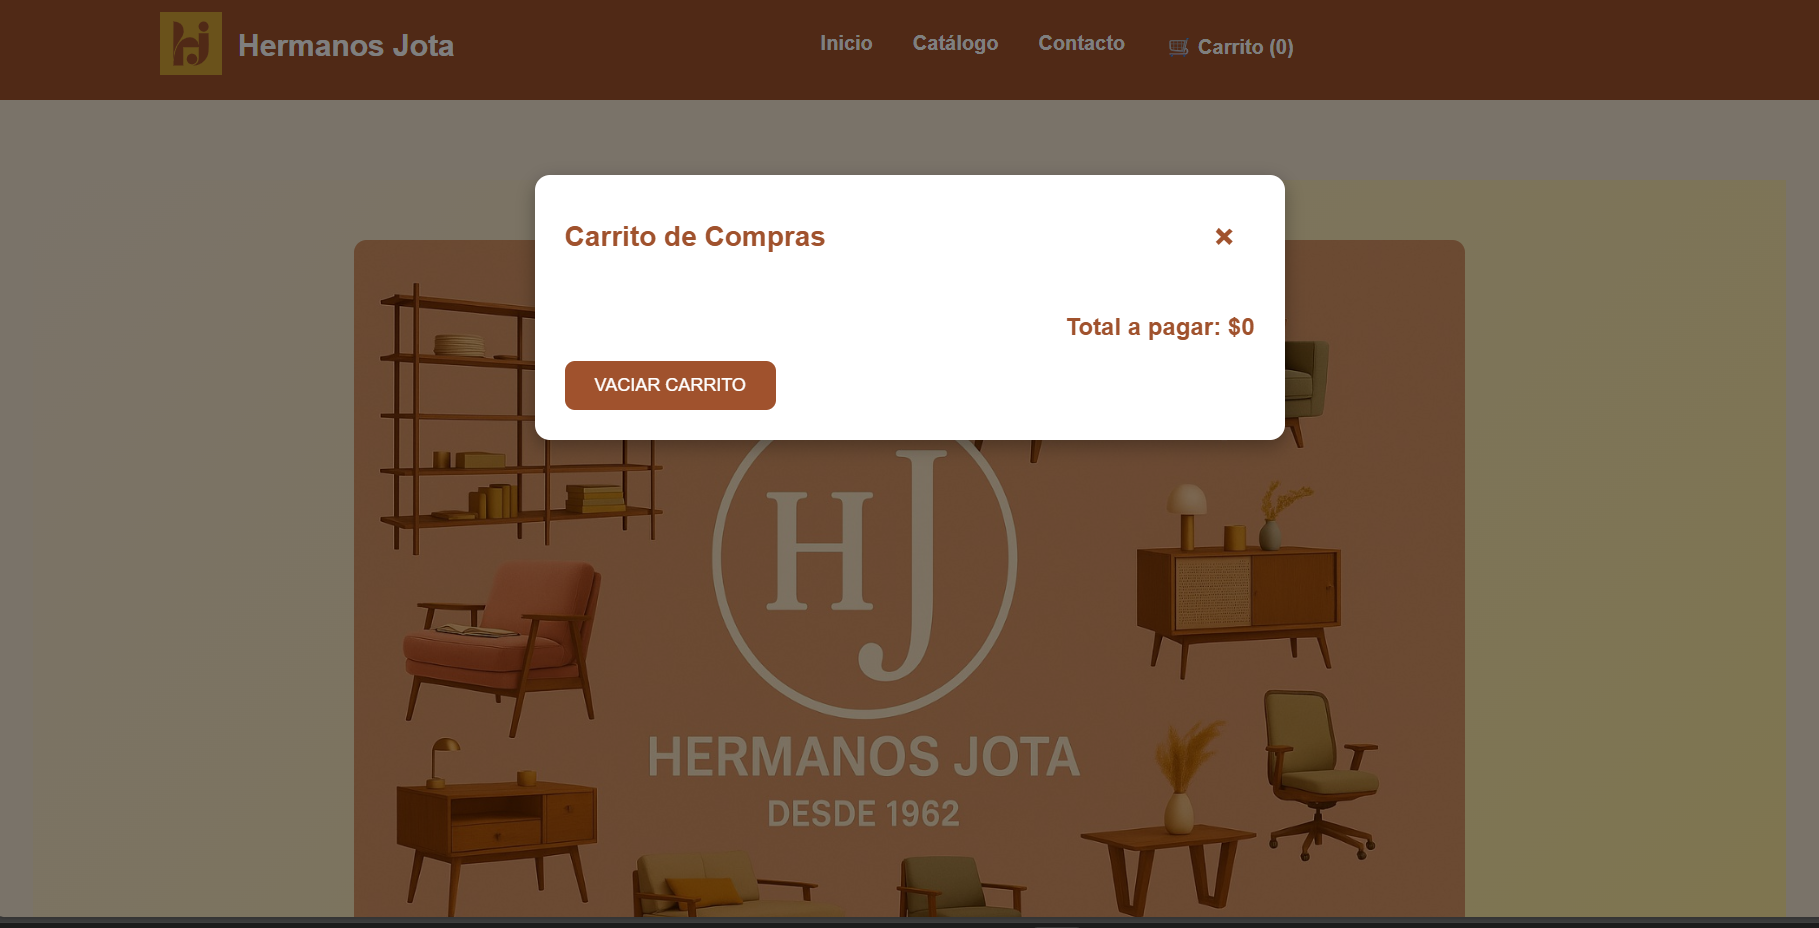 Hermanos Jota
Inicio
Catálogo
Contacto
Carrito (0)
Carrito de Compras
×
Total a pagar: $0
VACIAR CARRITO
HJ
HERMANOS JOTA
DESDE 1962